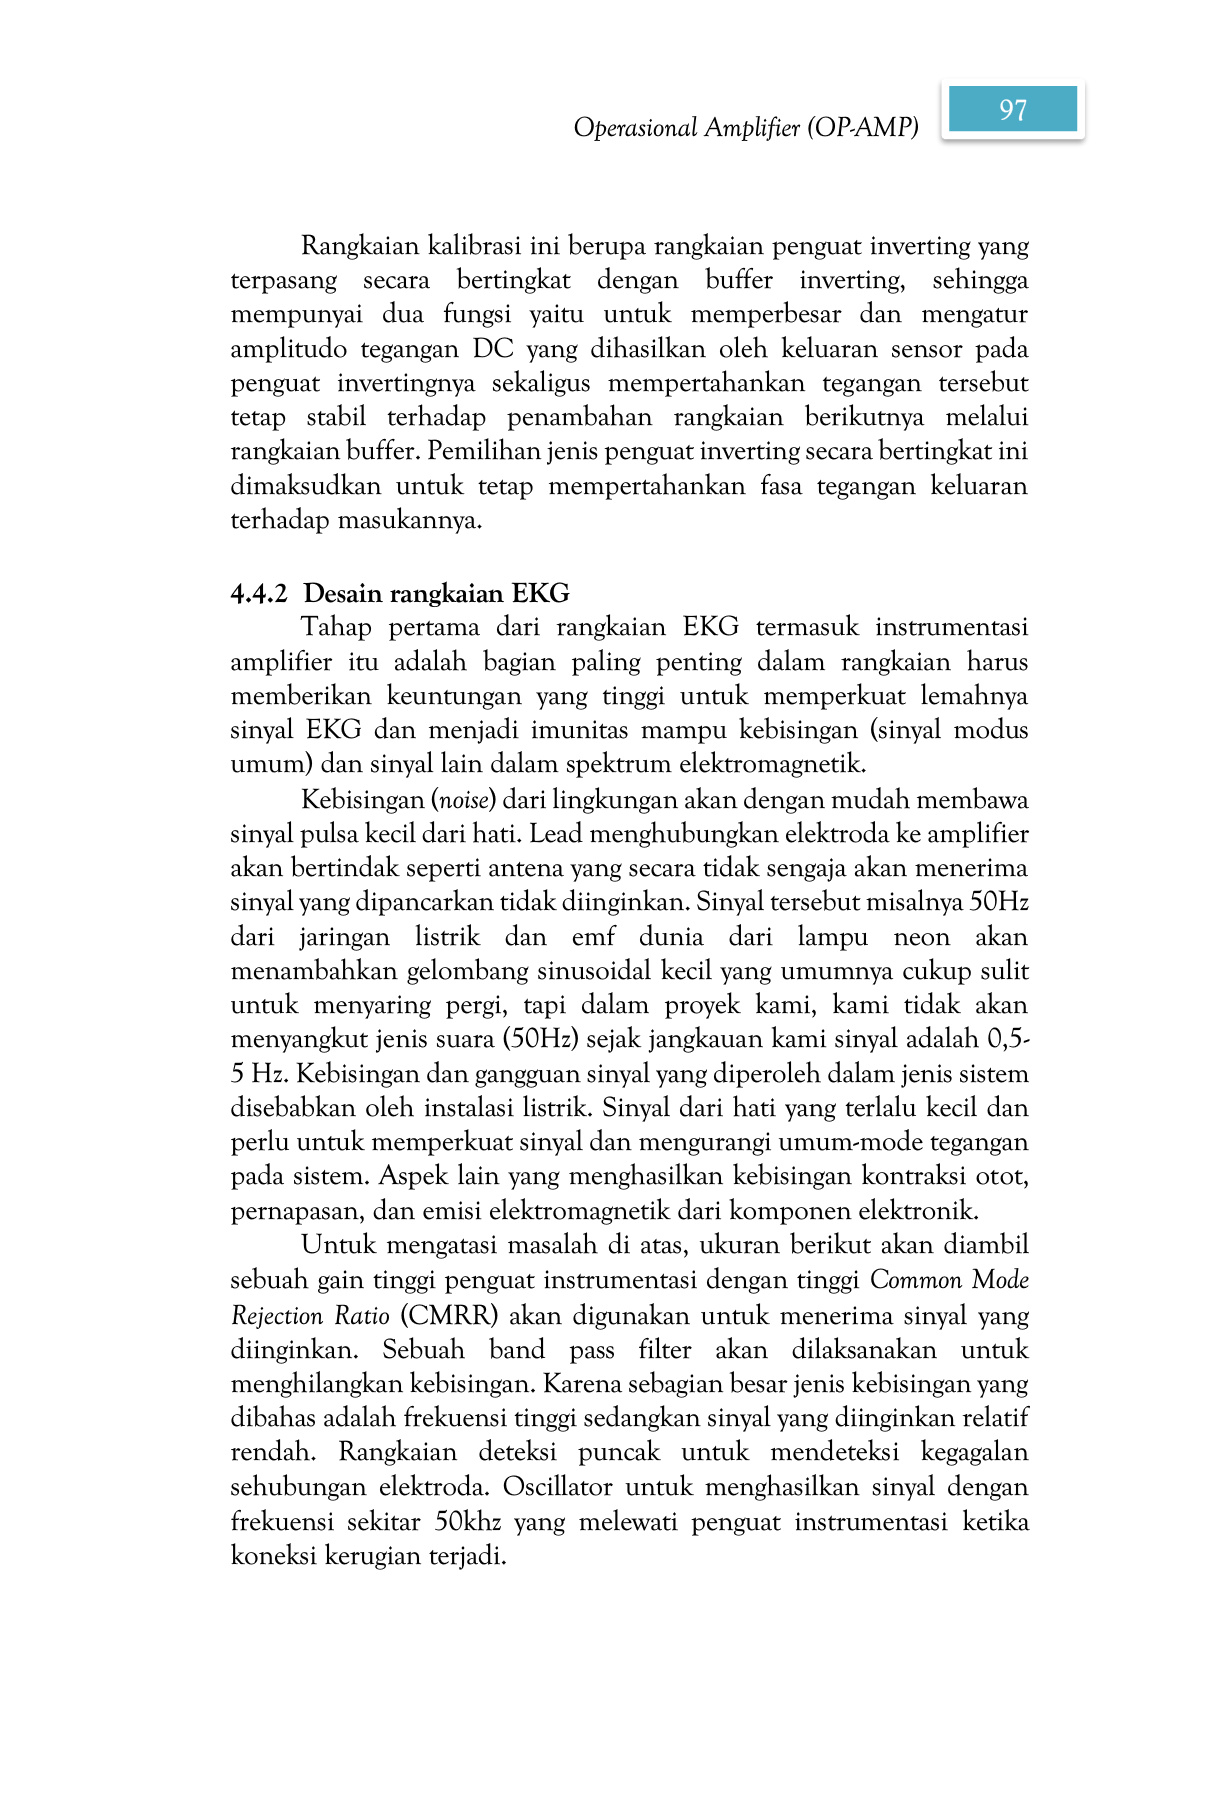 Operasional Amplifier (OP-AMP)
97
Rangkaian kalibrasi ini berupa rangkaian penguat inverting yang
terpasang secara bertingkat dengan buffer inverting, sehingga
mempunyai dua fungsi yaitu untuk memperbesar dan mengatur
amplitudo tegangan DC yang dihasilkan oleh keluaran sensor pada
penguat invertingnya sekaligus mempertahankan tegangan tersebut
tetap stabil terhadap penambahan rangkaian berikutnya melalui
rangkaian buffer. Pemilihan jenis penguat inverting secara bertingkat ini
dimaksudkan untuk tetap mempertahankan fasa tegangan keluaran
terhadap masukannya.
4.4.2 Desain rangkaian EKG
Tahap pertama dari rangkaian EKG termasuk instrumentasi
amplifier itu adalah bagian paling penting dalam rangkaian harus
memberikan keuntungan yang tinggi untuk memperkuat lemahnya
sinyal EKG dan menjadi imunitas mampu kebisingan (sinyal modus
umum) dan sinyal lain dalam spektrum elektromagnetik.
Kebisingan (noise) dari lingkungan akan dengan mudah membawa
sinyal pulsa kecil dari hati. Lead menghubungkan elektroda ke amplifier
akan bertindak seperti antena yang secara tidak sengaja akan menerima
sinyal yang dipancarkan tidak diinginkan. Sinyal tersebut misalnya 50Hz
dari jaringan listrik dan emf dunia dari lampu neon akan
menambahkan gelombang sinusoidal kecil yang umumnya cukup sulit
untuk menyaring pergi, tapi dalam proyek kami, kami tidak akan
menyangkut jenis suara (50Hz) sejak jangkauan kami sinyal adalah 0,5-
5 Hz. Kebisingan dan gangguan sinyal yang diperoleh dalam jenis sistem
disebabkan oleh instalasi listrik. Sinyal dari hati yang terlalu kecil dan
perlu untuk memperkuat sinyal dan mengurangi umum-mode tegangan
pada sistem. Aspek lain yang menghasilkan kebisingan kontraksi otot,
pernapasan, dan emisi elektromagnetik dari komponen elektronik.
Untuk mengatasi masalah di atas, ukuran berikut akan diambil
sebuah gain tinggi penguat instrumentasi dengan tinggi Common Mode
Rejection Ratio (CMRR) akan digunakan untuk menerima sinyal yang
diinginkan. Sebuah band pass filter akan dilaksanakan untuk
menghilangkan kebisingan. Karena sebagian besar jenis kebisingan yang
dibahas adalah frekuensi tinggi sedangkan sinyal yang diinginkan relatif
rendah. Rangkaian deteksi puncak untuk mendeteksi kegagalan
sehubungan elektroda. Oscillator untuk menghasilkan sinyal dengan
frekuensi sekitar 50khz yang melewati penguat instrumentasi ketika
koneksi kerugian terjadi.